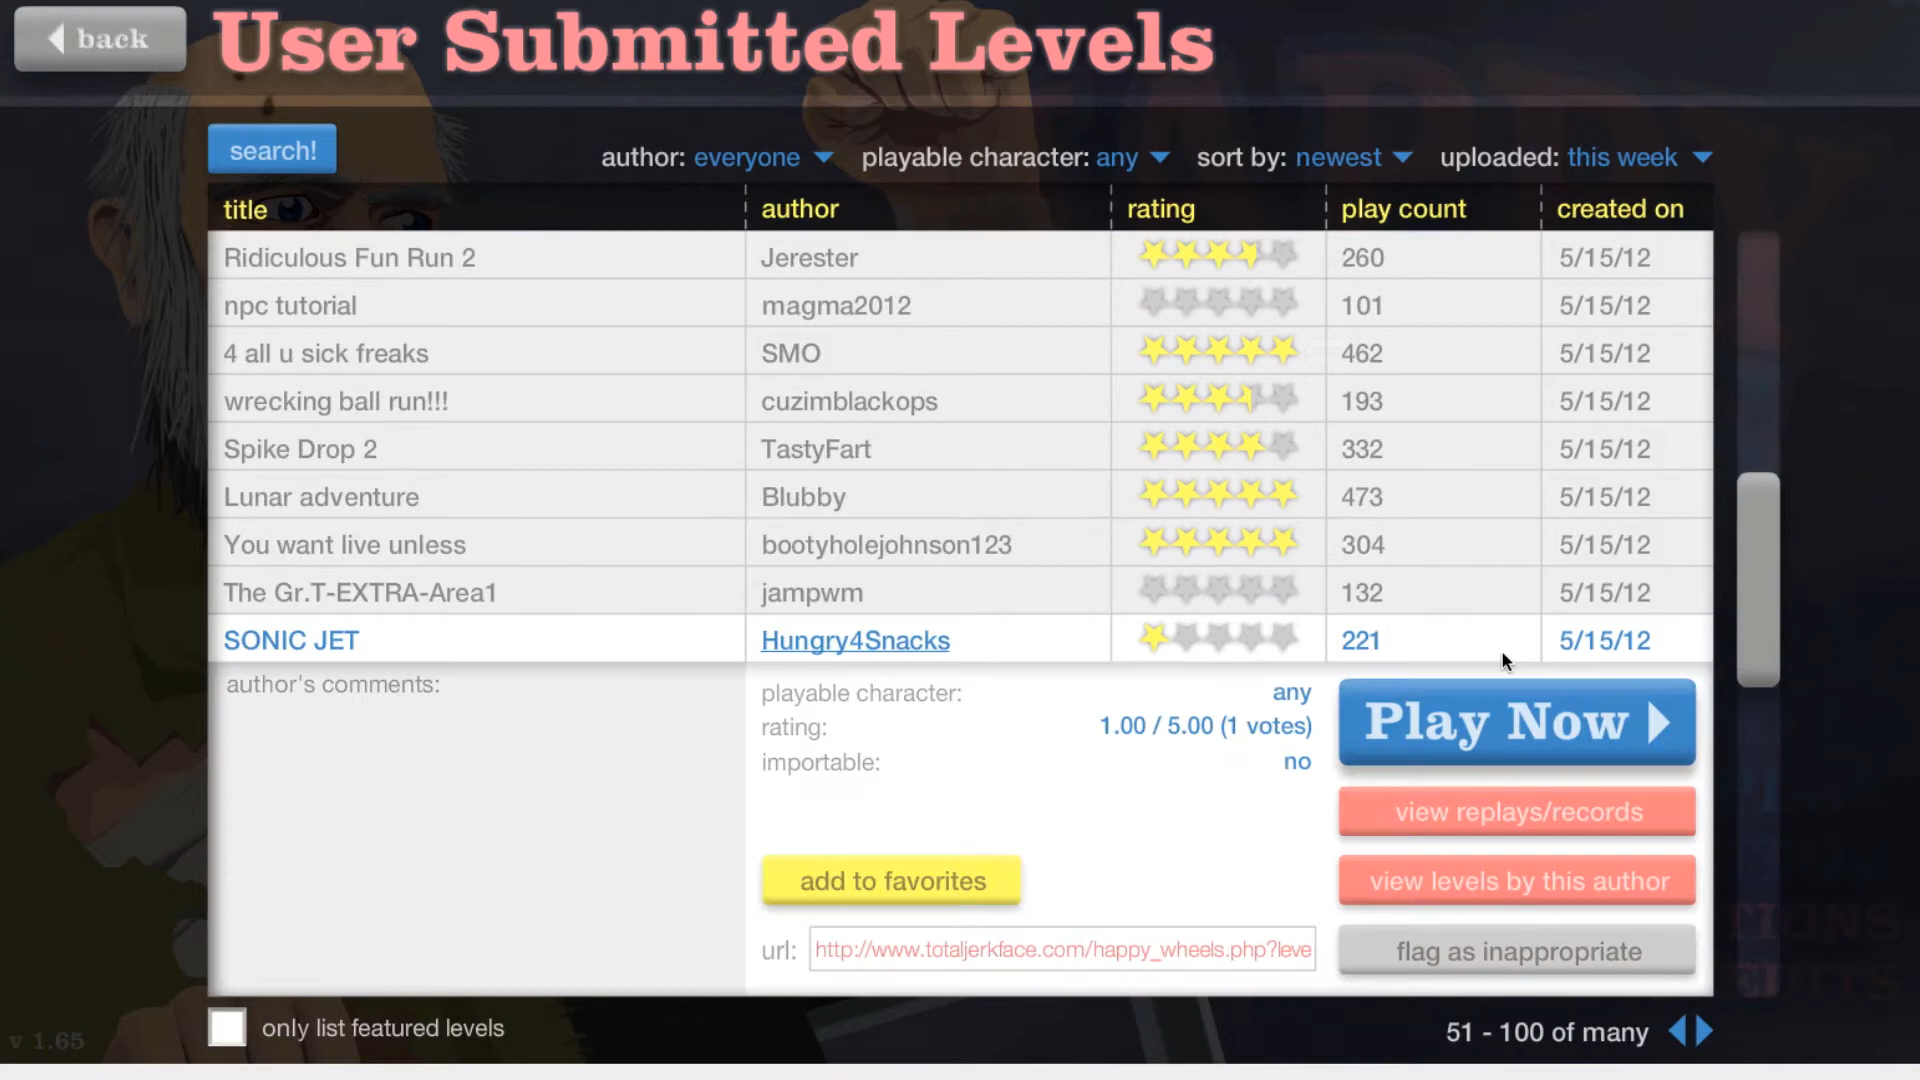 back
User Submitted Levels
search!
author: everyone playable character: any sort by: newest uploaded: this week
title author rating play count created on
Ridiculous Fun Run 2 Jerester 260 5/15/12
npc tutorial magma2012 101 5/15/12
4 all u sick freaks SMO 462 5/15/12
wrecking ball run!!! cuzimblackops 193 5/15/12
Spike Drop 2 TastyFart 332 5/15/12
Lunar adventure Blubby 473 5/15/12
You want live unless bootyholejohnson123 304 5/15/12
The Gr.T-EXTRA-Area1 jampwm 132 5/15/12
SONIC JET Hungry4Snacks 221 5/15/12
author's comments:
playable character: any
rating: 1.00 / 5.00 (1 votes)
importable: no
Play Now
view replays/records
add to favorites
view levels by this author
url: http://www.totaljerkface.com/happy_wheels.php?leve
flag as inappropriate
only list featured levels
51 - 100 of many
v 1.65